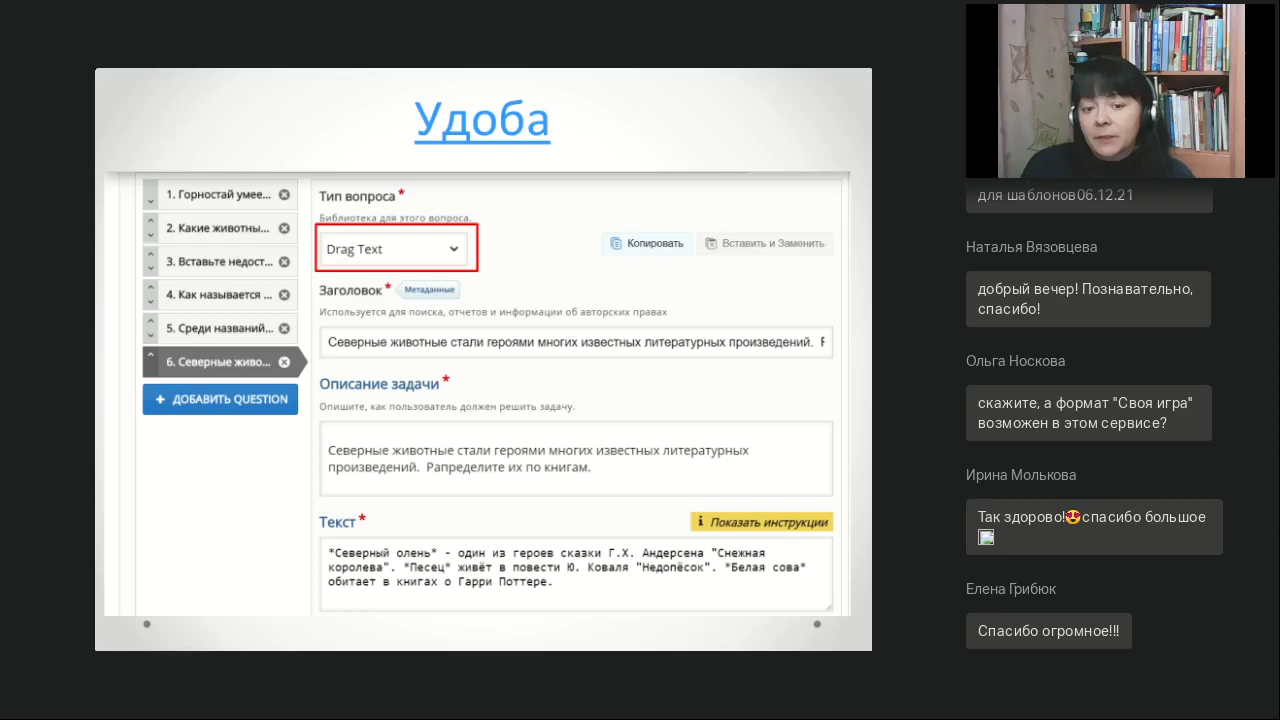 Удоба
1. Горностай умее...
2. Какие животны...
3. Вставьте недост...
4. Как называется ...
5. Среди названий...
6. Северные живо...
+ ДОБАВИТЬ QUESTION
Тип вопроса*
Библиотека для этого вопроса.
Drag Text
Копировать
Вставить и Заменить
Заголовок*
Метаданные
Используется для поиска, отчетов и информации об авторских правах
Северные животные стали героями многих известных литературных произведений.
Описание задачи*
Опишите, как пользователь должен решить задачу.
Северные животные стали героями многих известных литературных
произведений. Рапределите их по книгам.
Текст*
Показать инструкции
*Северный олень* - один из героев сказки Г.Х. Андерсена "Снежная
королева". *Песец* живёт в повести Ю. Коваля "Недопёсок". *Белая сова*
обитает в книгах о Гарри Поттере.
для шаблонов06.12.21
Наталья Вязовцева
добрый вечер! Познавательно,
спасибо!
Ольга Носкова
скажите, а формат "Своя игра"
возможен в этом сервисе?
Ирина Молькова
Так здорово!😍спасибо большое
Елена Грибюк
Спасибо огромное!!!